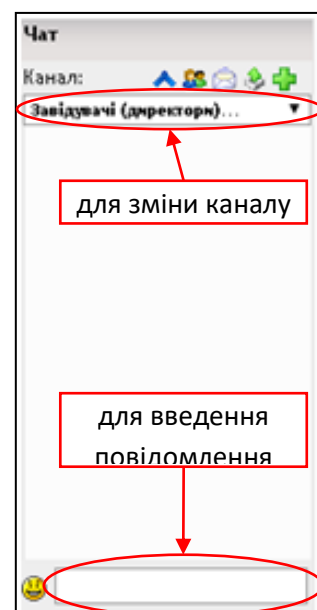 Чат
Канал:
Завідувачі (директори)...
для зміни каналу
для введення
повідомлення